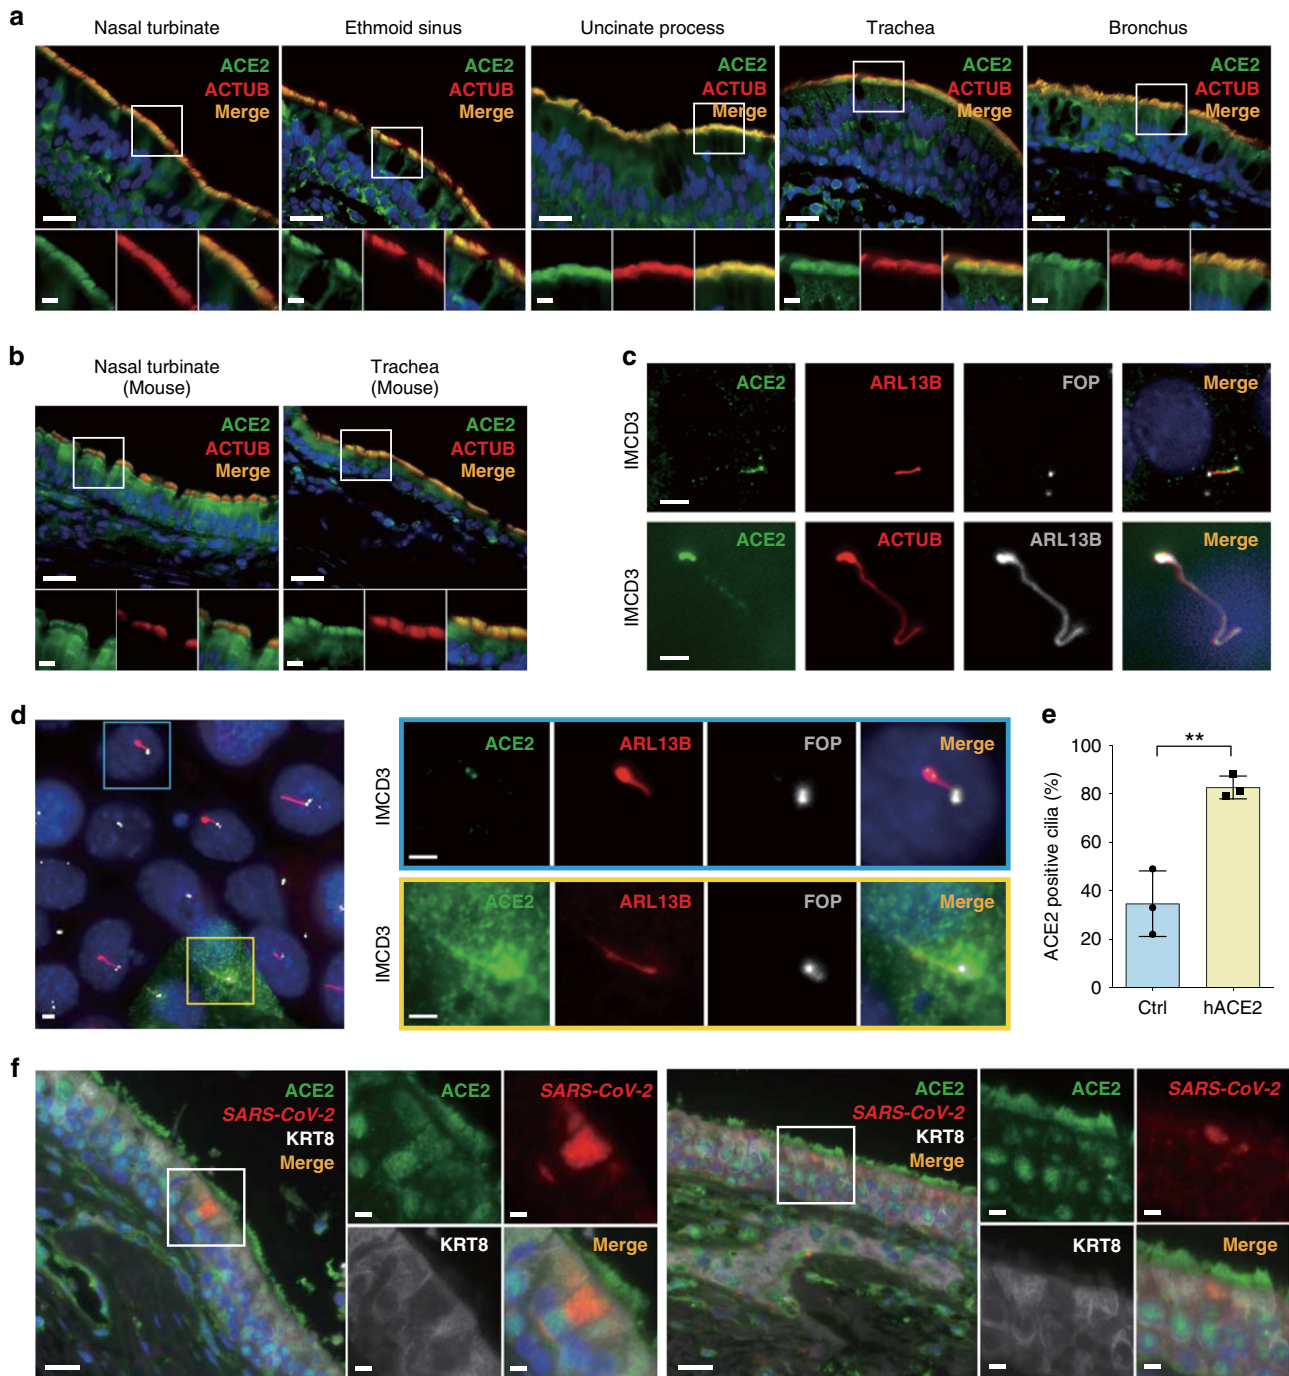 a
Nasal turbinate
Ethmoid sinus
Uncinate process
Trachea
Bronchus
ACE2
ACTUB
Merge
ACE2
ACTUB
Merge
ACE2
ACTUB
Merge
ACE2
ACTUB
Merge
ACE2
ACTUB
Merge
b
Nasal turbinate
(Mouse)
Trachea
(Mouse)
ACE2
ACTUB
Merge
ACE2
ACTUB
Merge
c
IMCD3
ACE2
ARL13B
FOP
Merge
IMCD3
ACE2
ACTUB
ARL13B
Merge
d
IMCD3
ACE2
ARL13B
FOP
Merge
IMCD3
ACE2
ARL13B
FOP
Merge
e
ACE2 positive cilia (%)
100
80
60
40
20
0
**
Ctrl
hACE2
f
ACE2
SARS-CoV-2
KRT8
Merge
ACE2
SARS-CoV-2
KRT8
Merge
ACE2
SARS-CoV-2
KRT8
Merge
ACE2
SARS-CoV-2
KRT8
Merge